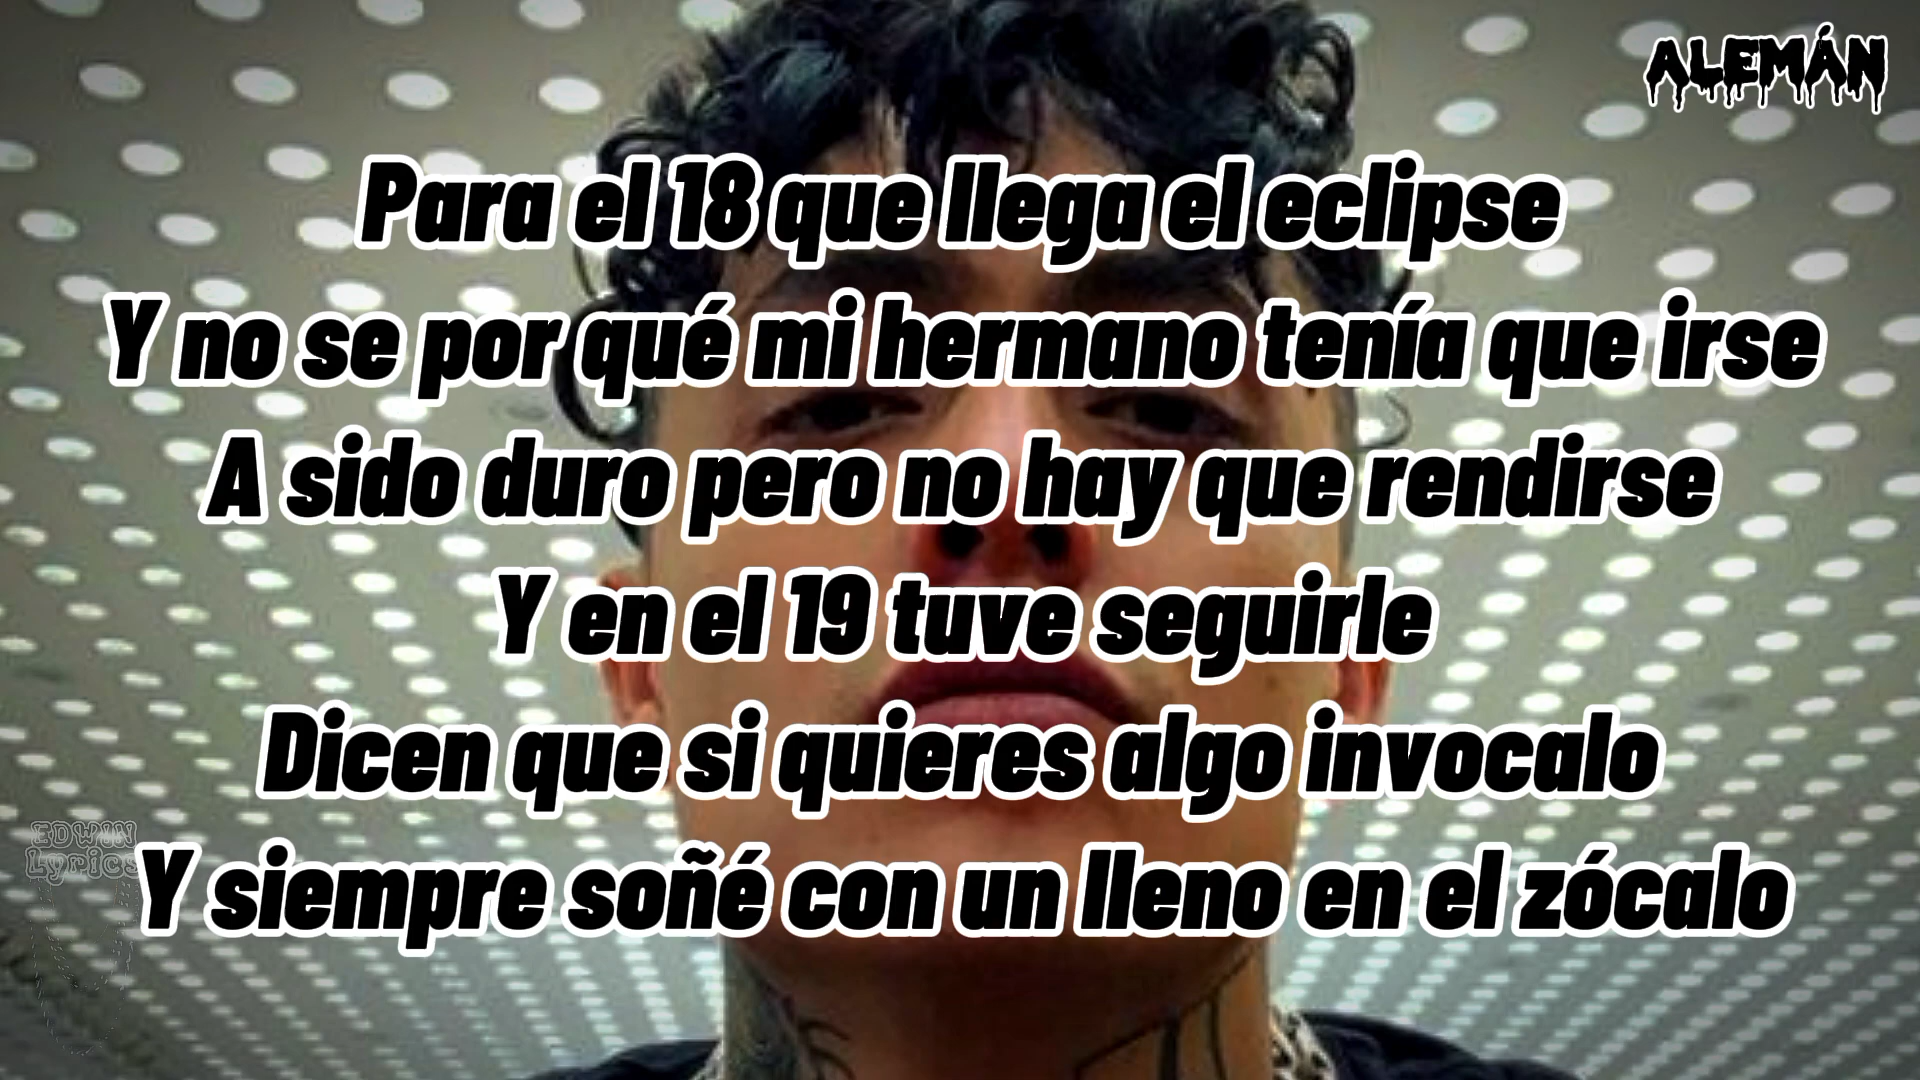 ALEMÁN
Para el 18 que llega el eclipse
Y no se por qué mi hermano tenía que irse
A sido duro pero no hay que rendirse
Y en el 19 tuve seguirle
Dicen que si quieres algo invocalo
EDWIN
Lyrics
Y siempre soñé con un lleno en el zócalo